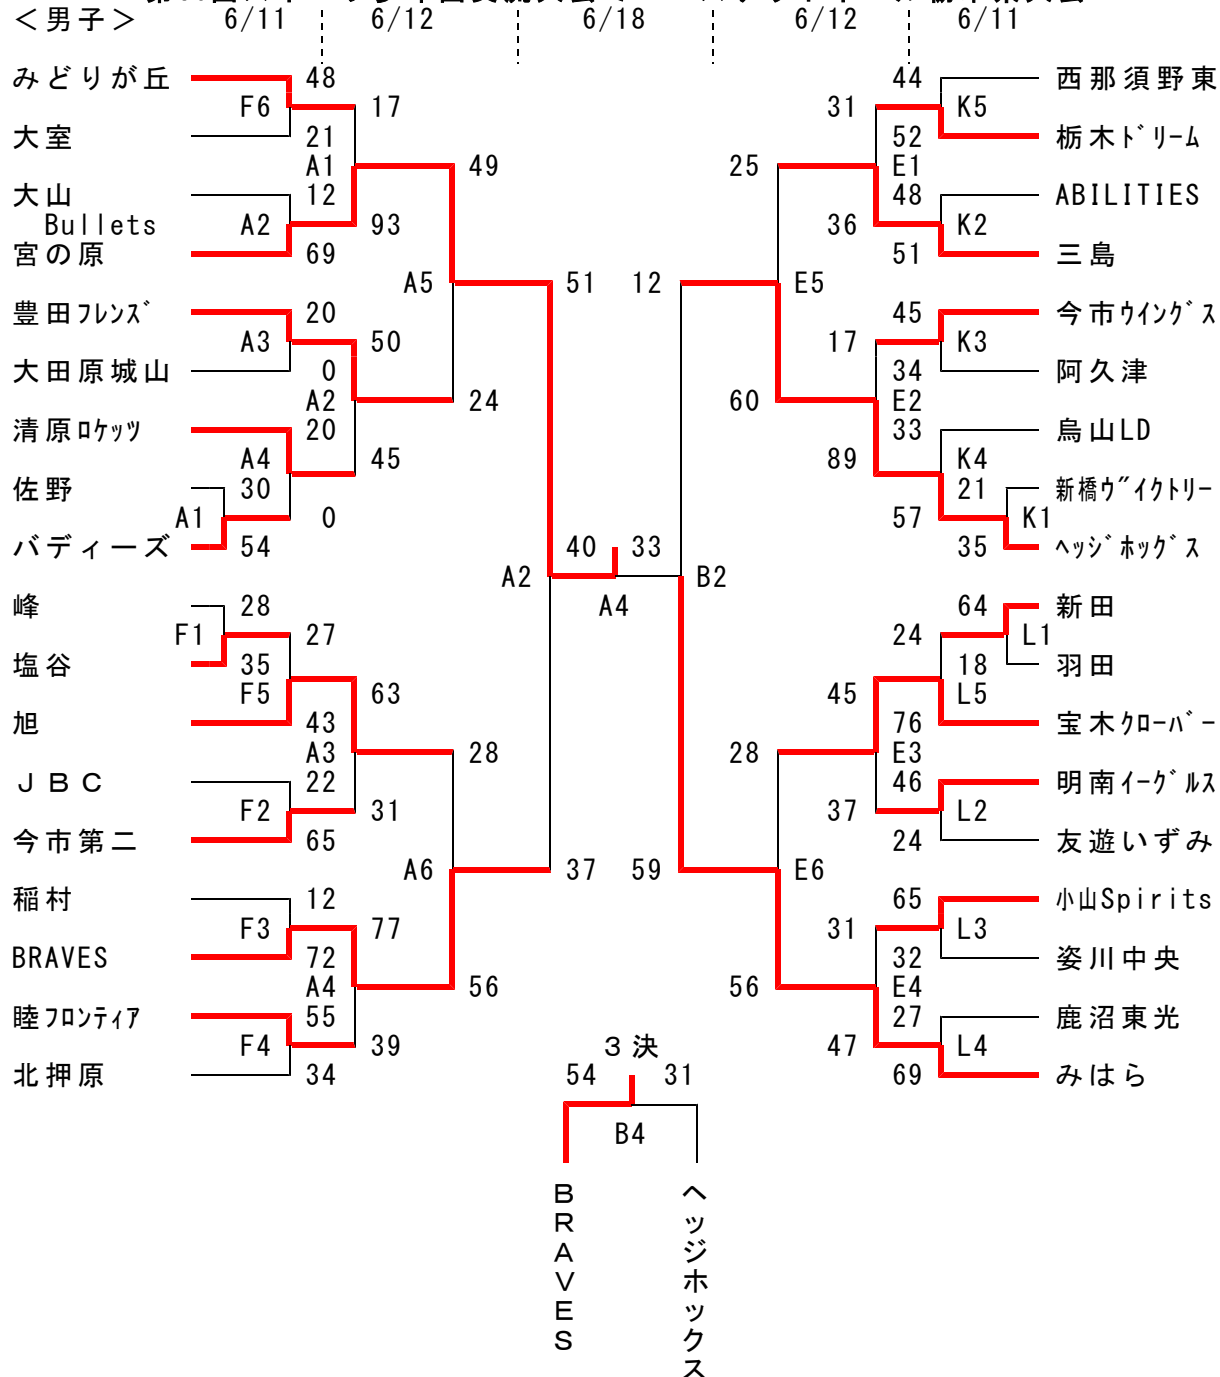 ＜男子＞ 6/11 6/12 6/18 6/12 6/11
みどりが丘 48 44 西那須野東
F6 17 31 K5
大室 21 52 栃木ﾄﾞﾘｰﾑ
A1 49 25 E1
大山 12 48 ABILITIES
Bullets A2 93 36 K2
宮の原 69 51 三島
A5 51 12 E5
豊田ﾌﾚﾝｽﾞ 20 45 今市ｳｲﾝｸﾞｽ
A3 50 17 K3
大田原城山 0 34 阿久津
A2 24 60 E2
清原ﾛｹｯﾂ 20 33 烏山LD
A4 45 89 K4
佐野 30 21 新橋ｳﾞｲｸﾄﾘｰ
A1 0 57 K1
バディーズ 54 35 ﾍｯｼﾞﾎｯｸﾞｽ
40 33
A2 B2
A4
峰 28 64 新田
F1 27 24 L1
塩谷 35 18 羽田
F5 63 45 L5
旭 43 76 宝木ｸﾛｰﾊﾞｰ
A3 28 28 E3
ＪＢＣ 22 46 明南ｲｰｸﾞﾙｽ
F2 31 37 L2
今市第二 65 24 友遊いずみ
A6 37 59 E6
稲村 12 65 小山Spirits
F3 77 31 L3
BRAVES 72 32 姿川中央
A4 56 56 E4
睦ﾌﾛﾝﾃｨｱ 55 27 鹿沼東光
F4 39 47 L4
北押原 34 69 みはら
３決
54 31
B4
ＢＲＡＶＥＳ
ヘッジホックス